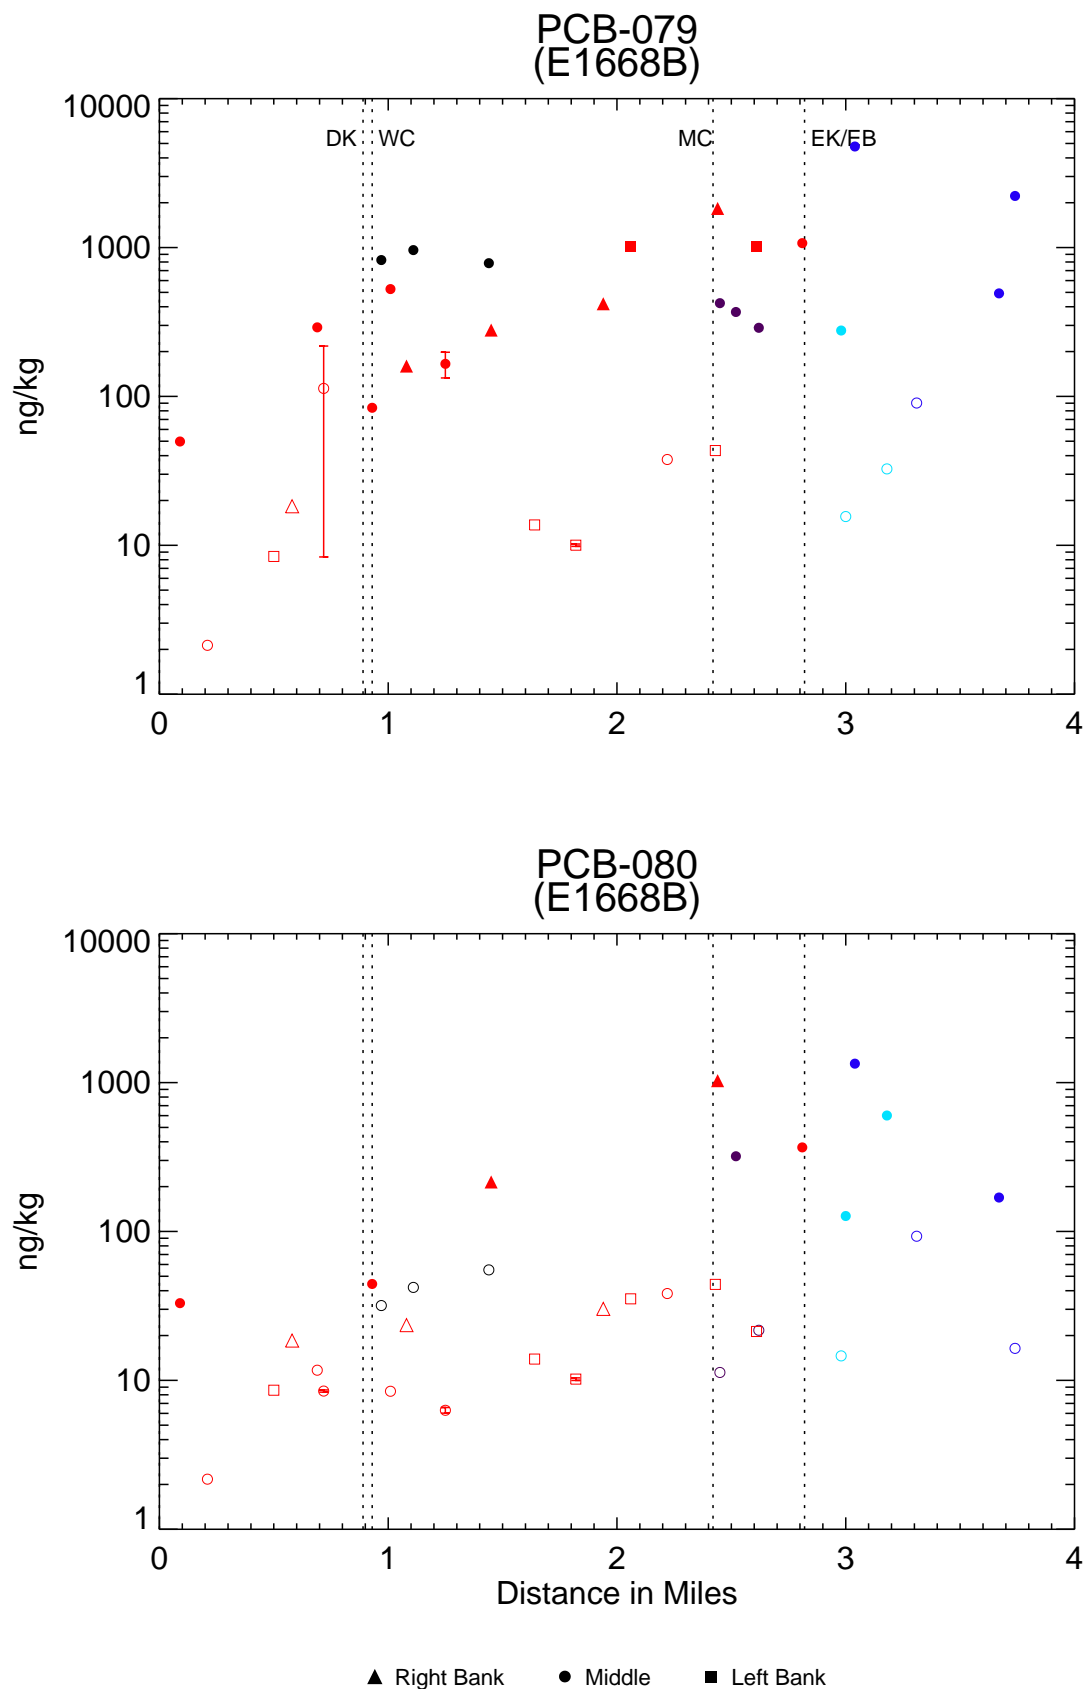 PCB-079
(E1668B)
10000
1000
100
10
1
ng/kg
DK
WC
MC
EK/EB
0 1 2 3 4
PCB-080
(E1668B)
10000
1000
100
10
1
ng/kg
0 1 2 3 4
Distance in Miles
Right Bank Middle Left Bank